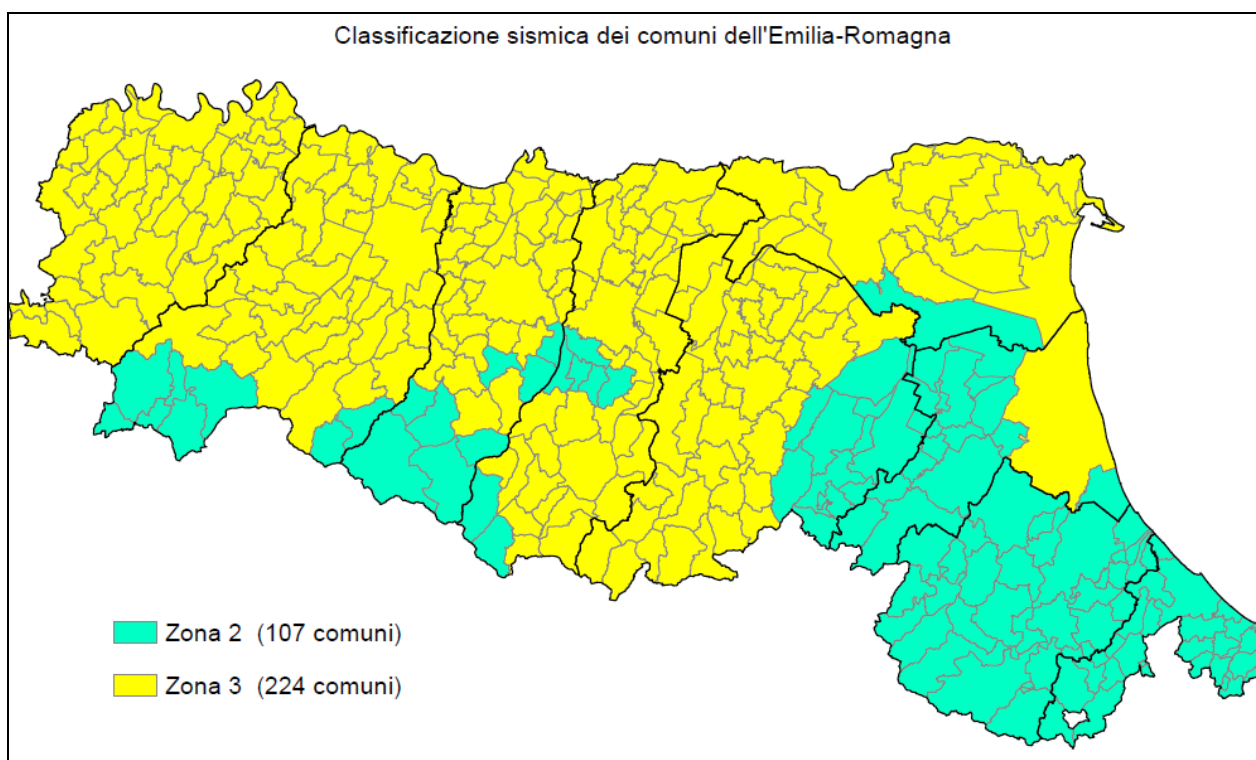 Classificazione sismica dei comuni dell'Emilia-Romagna
Zona 2 (107 comuni)
Zona 3 (224 comuni)